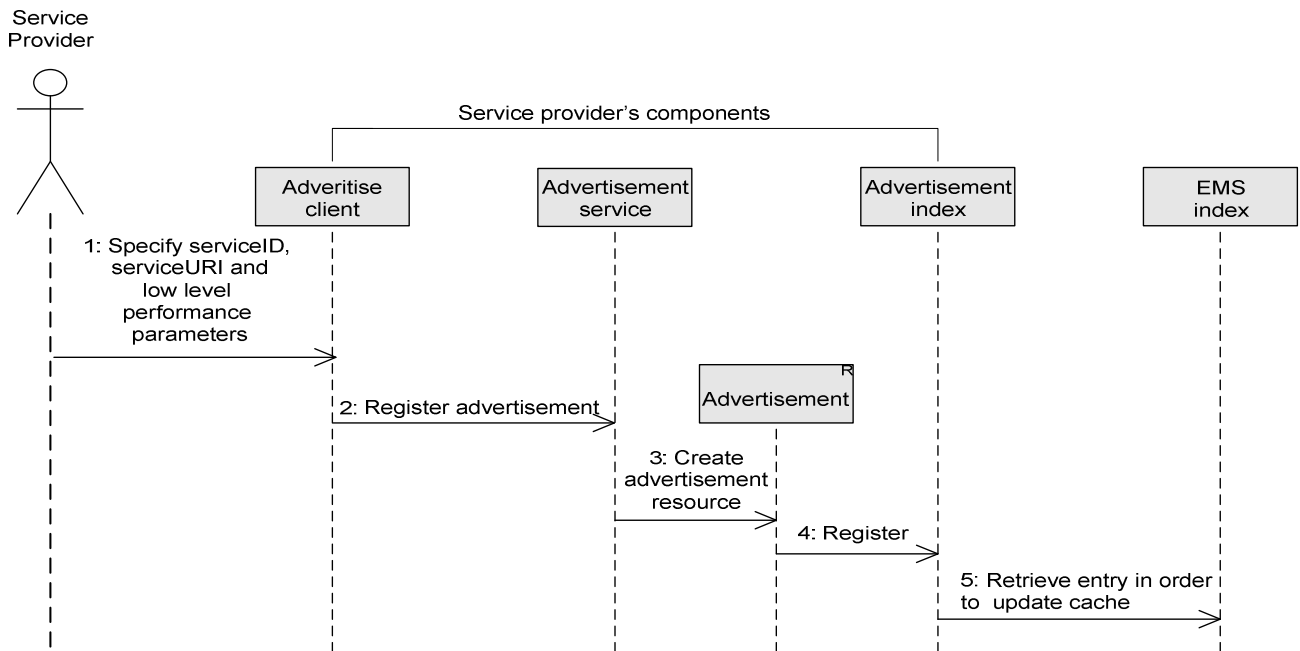 Service
Provider
Service provider's components
Adveritise
client
Advertisement
service
Advertisement
index
EMS
index
1: Specify serviceID,
serviceURI and
low level
performance
parameters
R
Advertisement
2: Register advertisement
3: Create
advertisement
resource
4: Register
5: Retrieve entry in order
to update cache